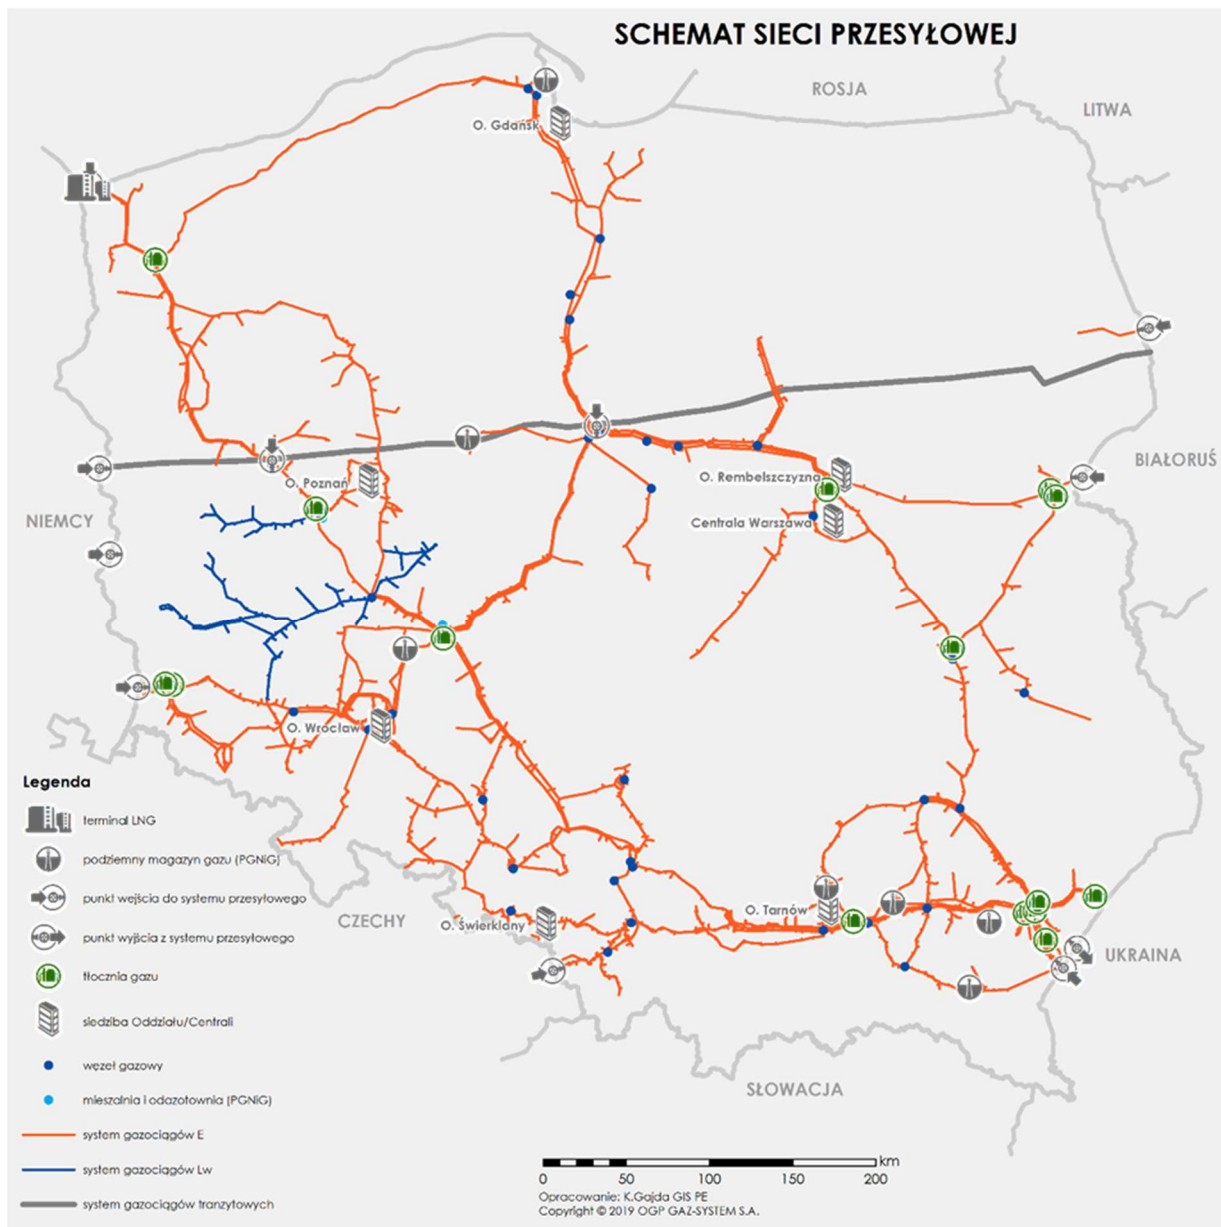 SCHEMAT SIECI PRZESYŁOWEJ
ROSJA
LITWA
O. Gdańsk
BIAŁORUŚ
O. Rembelszczyzna
O. Poznań
NIEMCY
Centrala Warszawa
O. Wrocław
Legenda
terminal LNG
podziemny magazyn gazu (PGNiG)
punkt wejścia do systemu przesyłowego
O. Tarnów
CZECHY
O. Świerklany
punkt wyjścia z systemu przesyłowego
UKRAINA
tłocznia gazu
siedziba Oddziału/Centrali
węzeł gazowy
SŁOWACJA
mieszalnia i odazotownia (PGNiG)
system gazociągów E
system gazociągów Lw
km
0 50 100 150 200
system gazociągów tranzytowych
Opracowanie: K.Gajda GIS PE
Copyright © 2019 OGP GAZ-SYSTEM S.A.